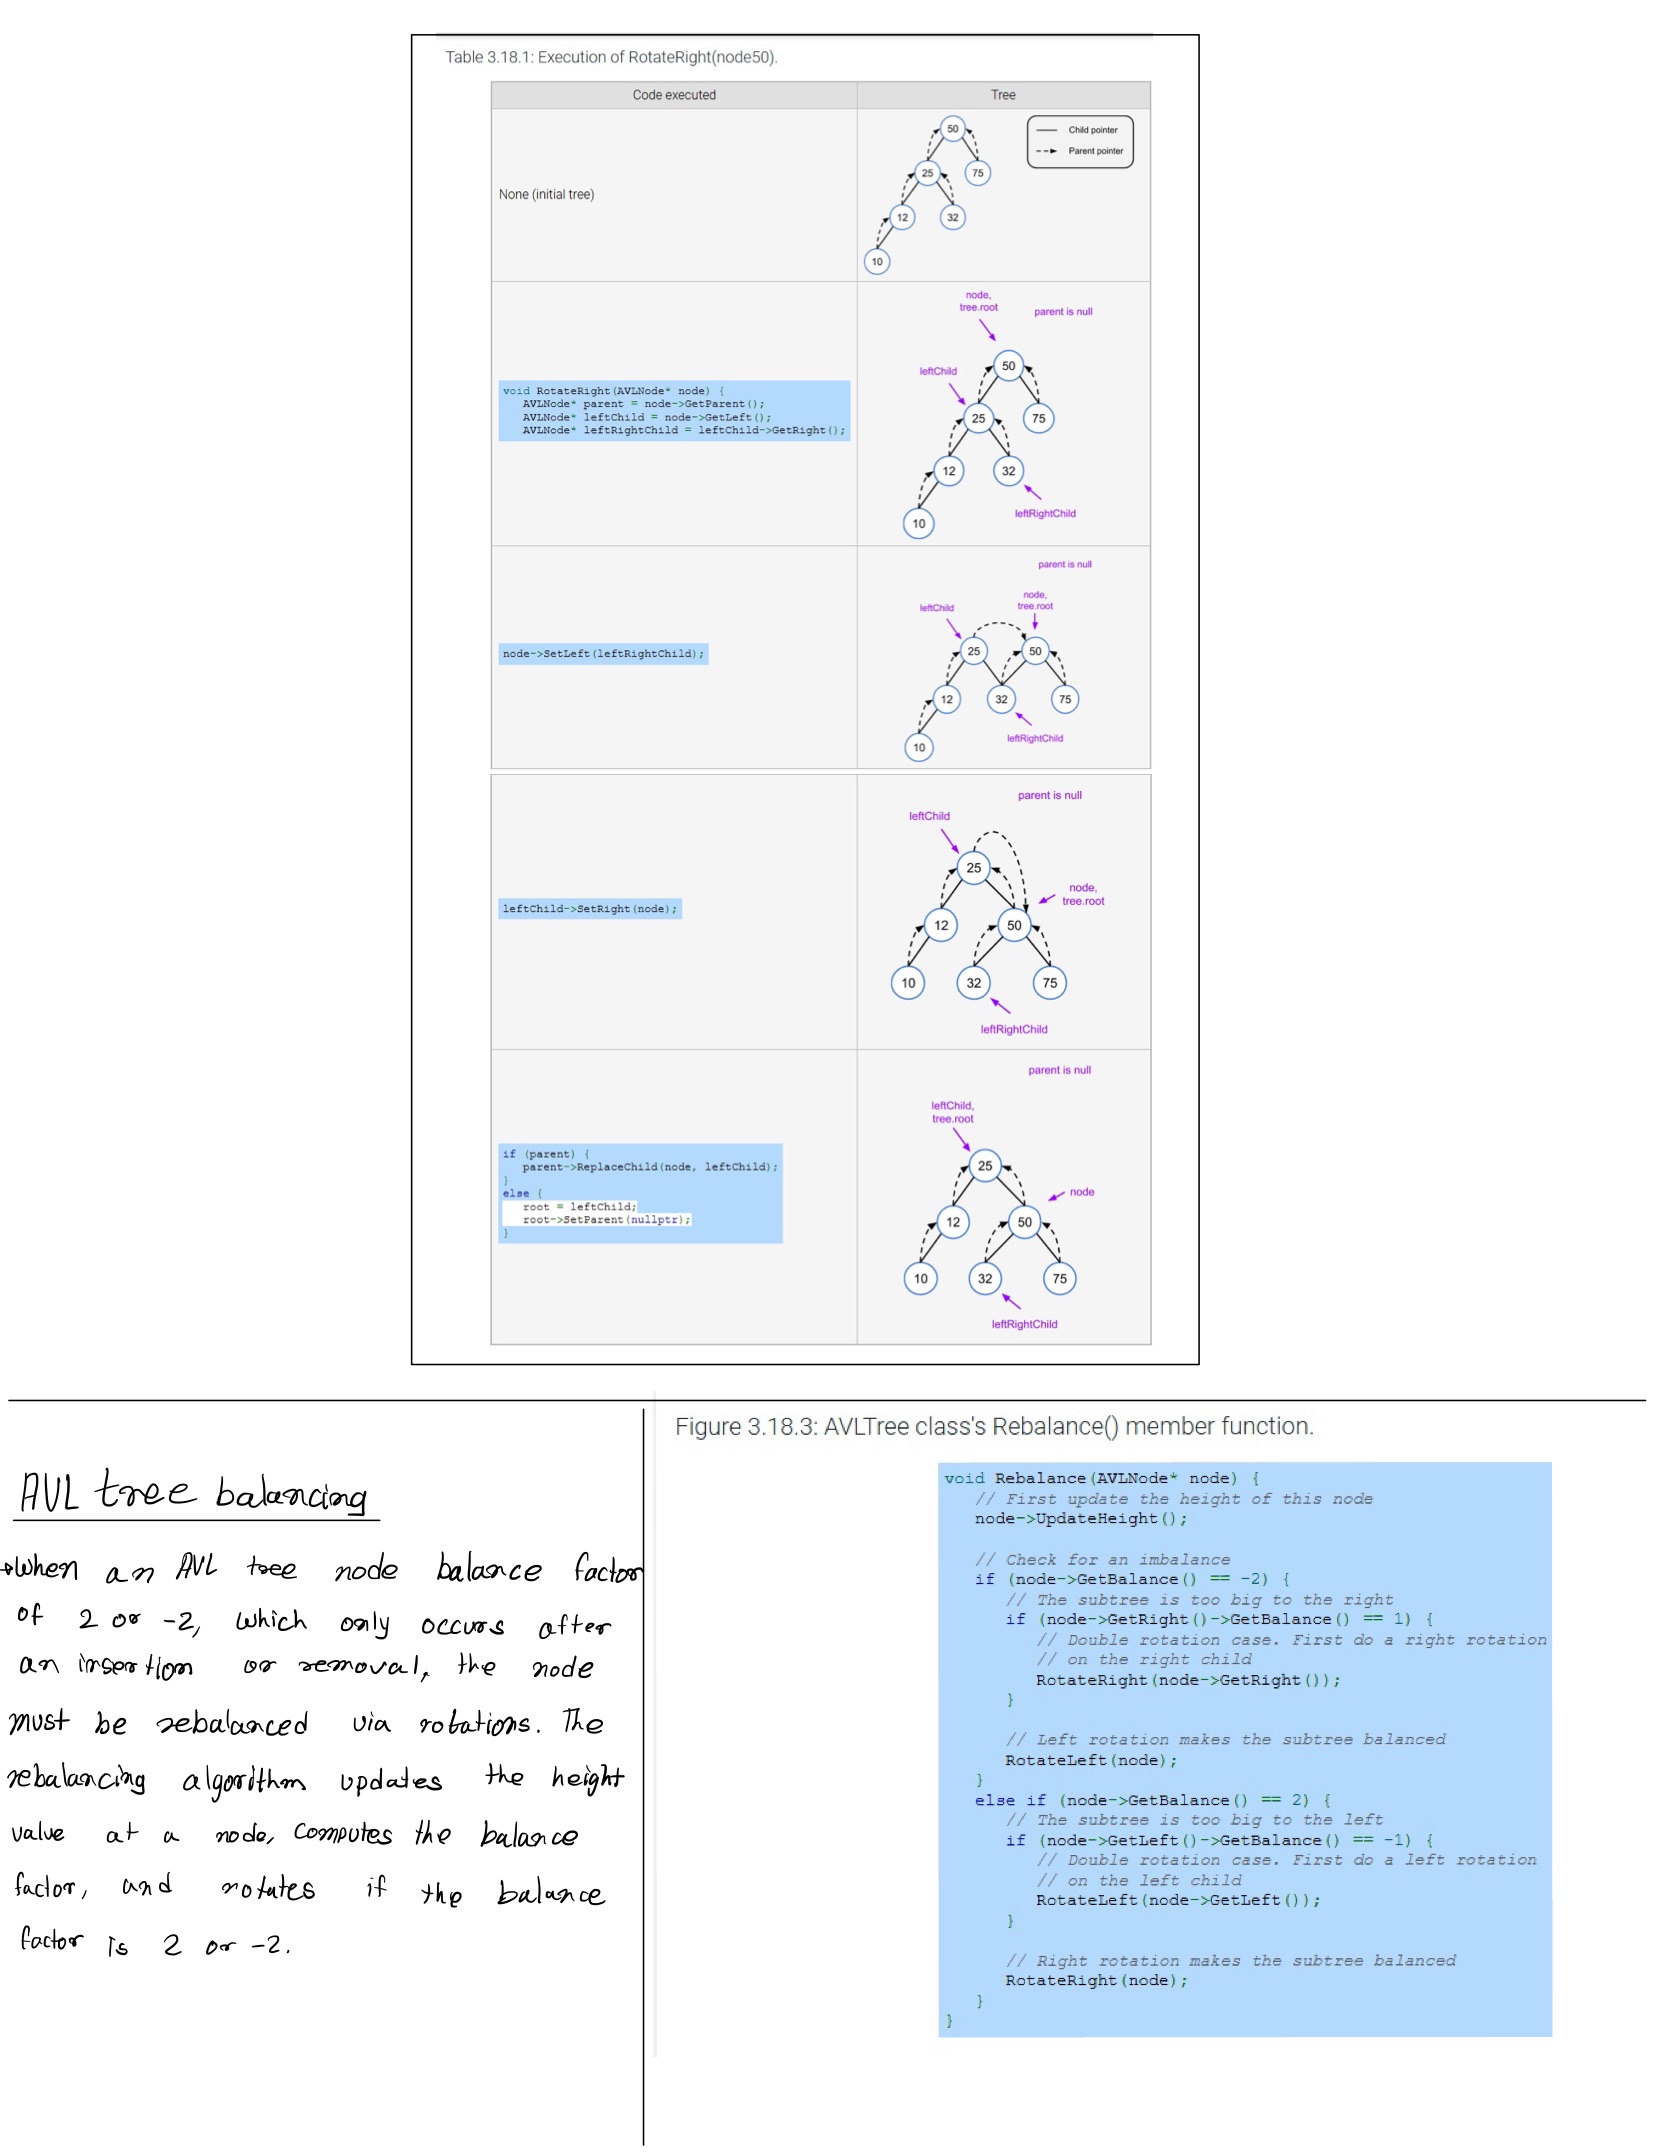 Table 3.18.1: Execution of RotateRight(node50).
Code executed
Tree
None (initial tree)
50
25
75
12
32
10
Child pointer
Parent pointer
void RotateRight(AVLNode* node) {
AVLNode* parent = node->GetParent();
AVLNode* leftChild = node->GetLeft();
AVLNode* leftRightChild = leftChild->GetRight();
node,
tree.root
parent is null
leftChild
50
25
75
12
32
leftRightChild
10
node->SetLeft(leftRightChild);
parent is null
node,
tree.root
leftChild
25
50
12
32
75
leftRightChild
10
leftChild->SetRight(node);
parent is null
leftChild
25
node,
tree.root
12
50
10
32
75
leftRightChild
if (parent) {
parent->ReplaceChild(node, leftChild);
}
else {
root = leftChild;
root->SetParent(nullptr);
}
parent is null
leftChild,
tree.root
25
node
12
50
10
32
75
leftRightChild
AVL tree balancing
→When an AVL tree node balance factor
of 2 or -2, which only occurs after
an insertion or removal, the node
must be rebalanced via rotations. The
rebalancing algorithm updates the height
value at a node, computes the balance
factor, and rotates if the balance
factor is 2 or -2.
Figure 3.18.3: AVLTree class's Rebalance() member function.
void Rebalance(AVLNode* node) {
// First update the height of this node
node->UpdateHeight();
// Check for an imbalance
if (node->GetBalance() == -2) {
// The subtree is too big to the right
if (node->GetRight()->GetBalance() == 1) {
// Double rotation case. First do a right rotation
// on the right child
RotateRight(node->GetRight());
}
// Left rotation makes the subtree balanced
RotateLeft(node);
}
else if (node->GetBalance() == 2) {
// The subtree is too big to the left
if (node->GetLeft()->GetBalance() == -1) {
// Double rotation case. First do a left rotation
// on the left child
RotateLeft(node->GetLeft());
}
// Right rotation makes the subtree balanced
RotateRight(node);
}
}